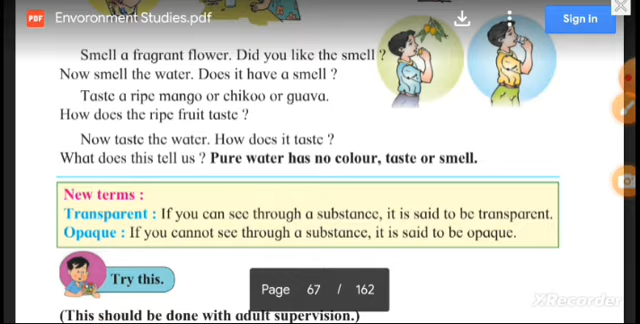 PDF Envoronment Studies.pdf
Sign in
Smell a fragrant flower. Did you like the smell ?
Now smell the water. Does it have a smell ?
Taste a ripe mango or chikoo or guava.
How does the ripe fruit taste ?
Now taste the water. How does it taste ?
What does this tell us ? Pure water has no colour, taste or smell.
New terms :
Transparent : If you can see through a substance, it is said to be transparent.
Opaque : If you cannot see through a substance, it is said to be opaque.
Try this.
Page 67 / 162
XRecorder
(This should be done with adult supervision.)